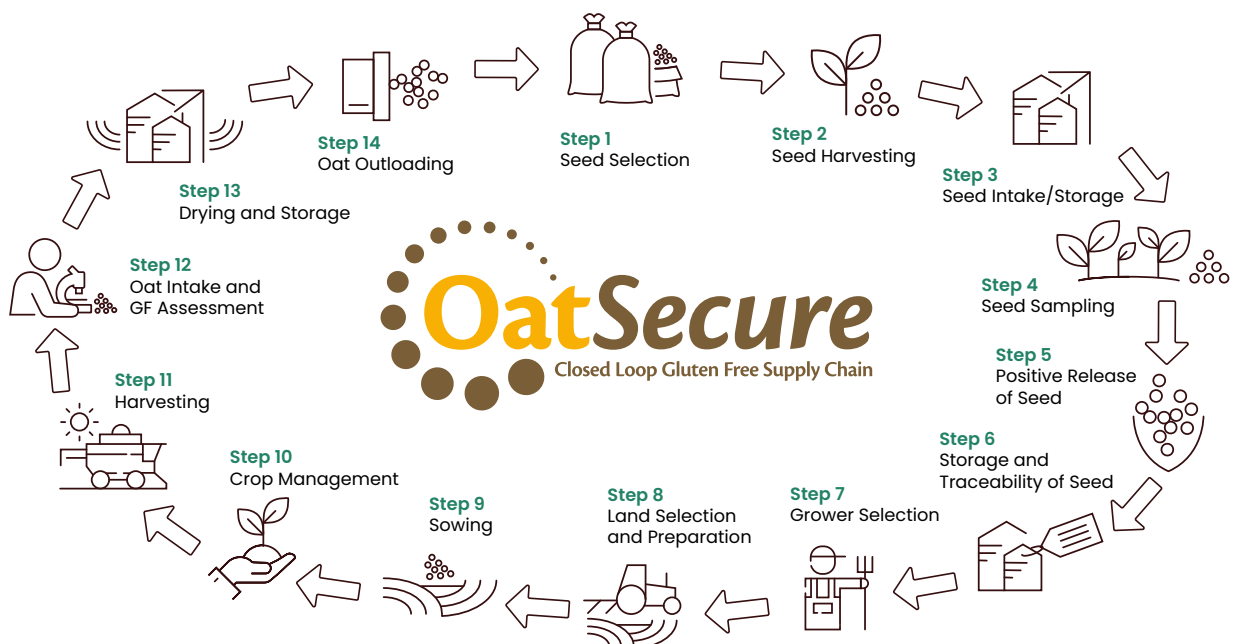 Step 1
Seed Selection
Step 2
Seed Harvesting
Step 3
Seed Intake/Storage
Step 4
Seed Sampling
Step 5
Positive Release
of Seed
Step 6
Storage and
Traceability of Seed
Step 7
Grower Selection
Step 8
Land Selection
and Preparation
Step 9
Sowing
Step 10
Crop Management
Step 11
Harvesting
Step 12
Oat Intake and
GF Assessment
Step 13
Drying and Storage
Step 14
Oat Outloading
OatSecure
Closed Loop Gluten Free Supply Chain